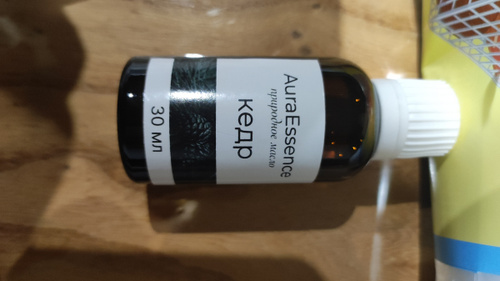 AuraEssence
природное масло
кедр
30 мл